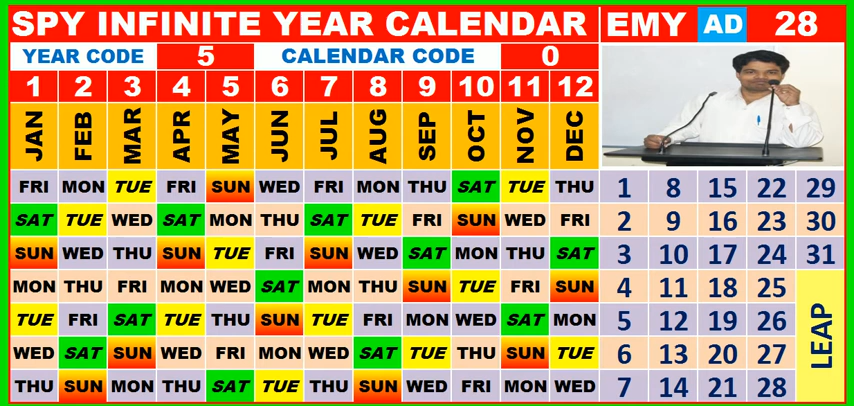 SPY INFINITE YEAR CALENDAR EMY AD 28
YEAR CODE 5 CALENDAR CODE 0
1 2 3 4 5 6 7 8 9 10 11 12
JAN FEB MAR APR MAY JUN JUL AUG SEP OCT NOV DEC
FRI MON TUE FRI SUN WED FRI MON THU SAT TUE THU 1 8 15 22 29
SAT TUE WED SAT MON THU SAT TUE FRI SUN WED FRI 2 9 16 23 30
SUN WED THU SUN TUE FRI SUN WED SAT MON THU SAT 3 10 17 24 31
MON THU FRI MON WED SAT MON THU SUN TUE FRI SUN 4 11 18 25
TUE FRI SAT TUE THU SUN TUE FRI MON WED SAT MON 5 12 19 26
WED SAT SUN WED FRI MON WED SAT TUE THU SUN TUE 6 13 20 27
THU SUN MON THU SAT TUE THU SUN WED FRI MON WED 7 14 21 28
LEAP